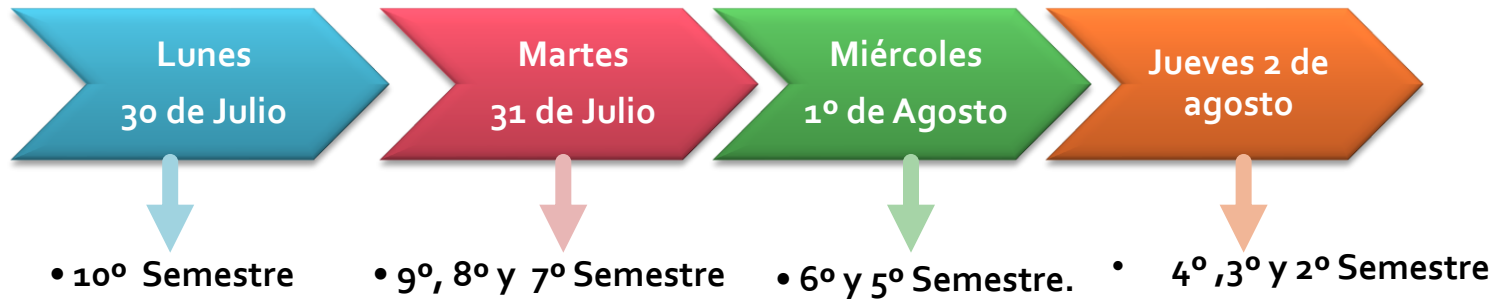 Lunes
30 de Julio
Martes
31 de Julio
Miércoles
1º de Agosto
Jueves 2 de
agosto
• 10º Semestre
• 9º, 8º y 7º Semestre
• 6º y 5º Semestre.
• 4º ,3º y 2º Semestre